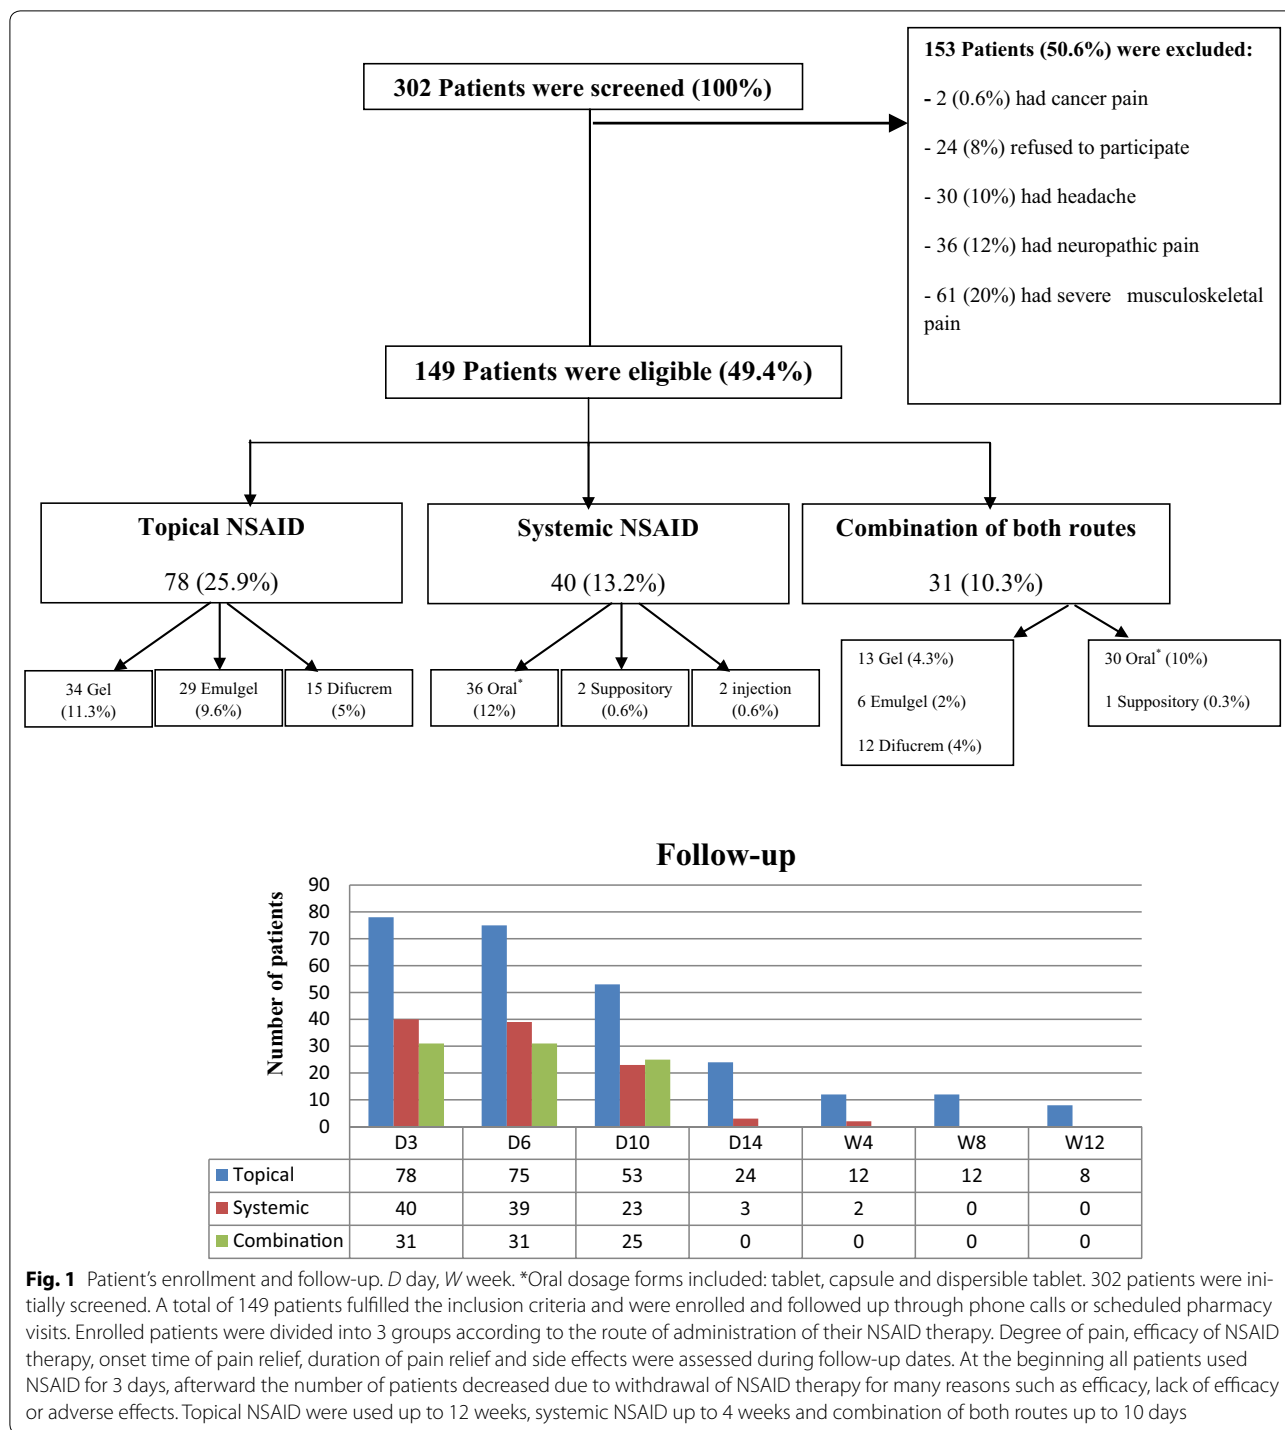 302 Patients were screened (100%)
153 Patients (50.6%) were excluded:
- 2 (0.6%) had cancer pain
- 24 (8%) refused to participate
- 30 (10%) had headache
- 36 (12%) had neuropathic pain
- 61 (20%) had severe musculoskeletal
pain
149 Patients were eligible (49.4%)
Topical NSAID
78 (25.9%)
Systemic NSAID
40 (13.2%)
Combination of both routes
31 (10.3%)
34 Gel
(11.3%)
29 Emulgel
(9.6%)
15 Difucrem
(5%)
36 Oral*
(12%)
2 Suppository
(0.6%)
2 injection
(0.6%)
13 Gel (4.3%)
6 Emulgel (2%)
12 Difucrem (4%)
30 Oral* (10%)
1 Suppository (0.3%)
Follow-up
Number of patients
90
80
70
60
50
40
30
20
10
0
D3 D6 D10 D14 W4 W8 W12
Topical 78 75 53 24 12 12 8
Systemic 40 39 23 3 2 0 0
Combination 31 31 25 0 0 0 0
Fig. 1 Patient's enrollment and follow-up. D day, W week. *Oral dosage forms included: tablet, capsule and dispersible tablet. 302 patients were ini-
tially screened. A total of 149 patients fulfilled the inclusion criteria and were enrolled and followed up through phone calls or scheduled pharmacy
visits. Enrolled patients were divided into 3 groups according to the route of administration of their NSAID therapy. Degree of pain, efficacy of NSAID
therapy, onset time of pain relief, duration of pain relief and side effects were assessed during follow-up dates. At the beginning all patients used
NSAID for 3 days, afterward the number of patients decreased due to withdrawal of NSAID therapy for many reasons such as efficacy, lack of efficacy
or adverse effects. Topical NSAID were used up to 12 weeks, systemic NSAID up to 4 weeks and combination of both routes up to 10 days